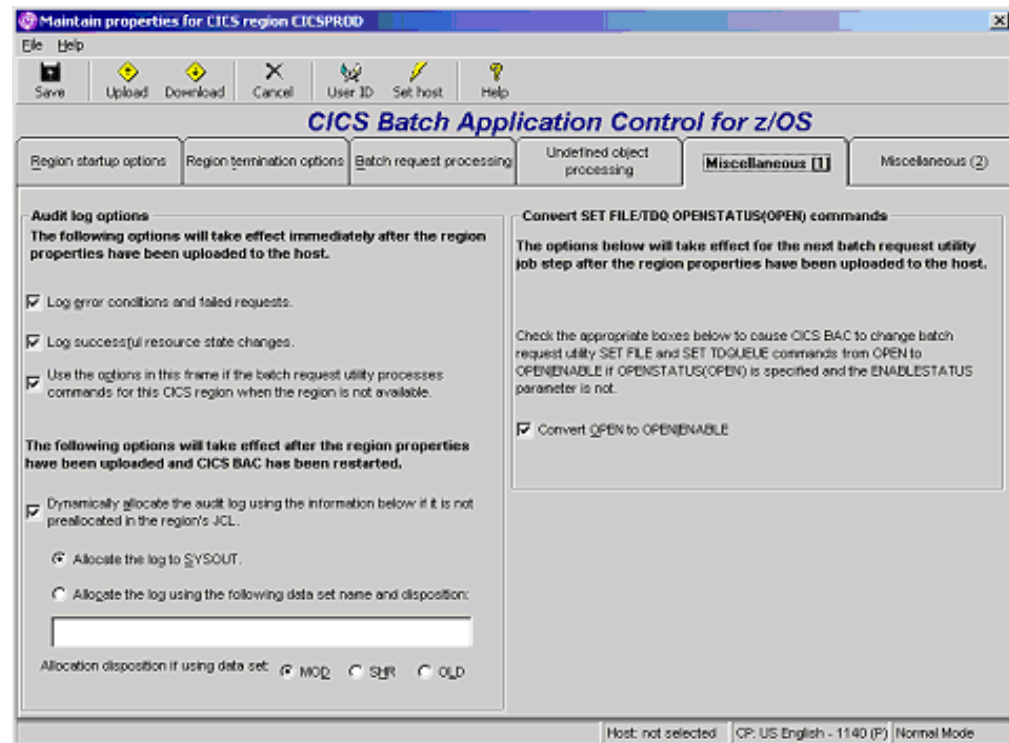 Maintain properties for CICS region CICSPROD
File Help
Save Upload Download Cancel User ID Set host Help
CICS Batch Application Control for z/OS
Region startup options
Region termination options
Batch request processing
Undefined object
processing
Miscellaneous (1)
Miscellaneous (2)
Audit log options
The following options will take effect immediately after the region
properties have been uploaded to the host.
Log error conditions and failed requests.
Log successful resource state changes.
Use the options in this frame if the batch request utility processes
commands for this CICS region when the region is not available.
The following options will take effect after the region properties
have been uploaded and CICS BAC has been restarted.
Dynamically allocate the audit log using the information below if it is not
preallocated in the region's JCL.
Allocate the log to SYSOUT.
Allocate the log using the following data set name and disposition:
Allocation disposition if using data set: MOD SHR OLD
Convert SET FILE/TDQ OPENSTATUS(OPEN) commands
The options below will take effect for the next batch request utility
job step after the region properties have been uploaded to the host.
Check the appropriate boxes below to cause CICS BAC to change batch
request utility SET FILE and SET TDQUEUE commands from OPEN to
OPEN|ENABLE if OPENSTATUS(OPEN) is specified and the ENABLESTATUS
parameter is not.
Convert OPEN to OPEN|ENABLE
Host: not selected CP: US English - 1140 (P) Normal Mode